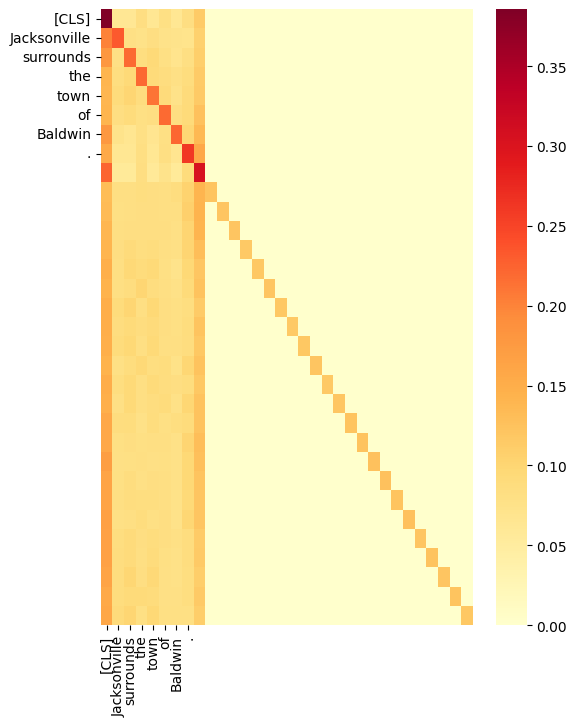 [CLS]
Jacksonville
surrounds
the
town
of
Baldwin
.
0.35
0.30
0.25
0.20
0.15
0.10
0.05
0.00
[CLS]
Jacksonville
surrounds
the
town
of
Baldwin
.